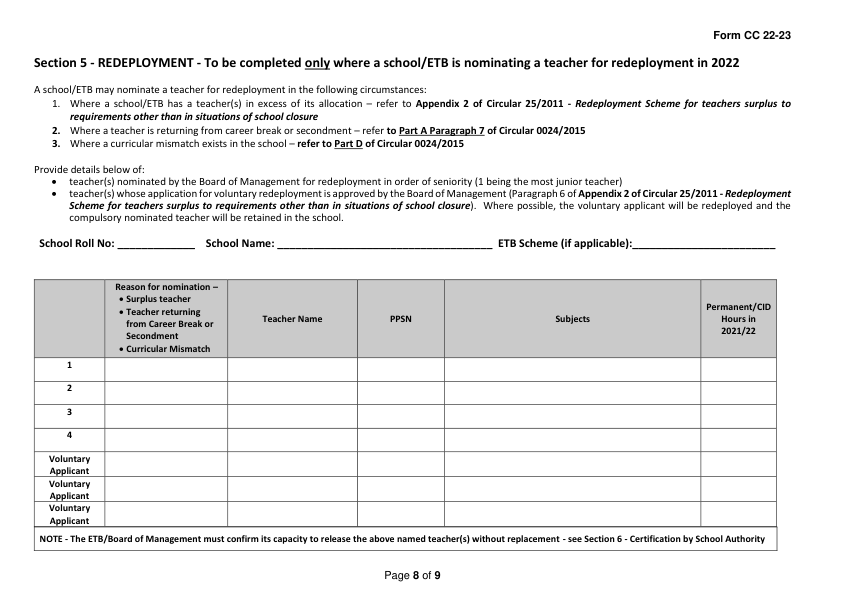 Form CC 22-23
Section 5 - REDEPLOYMENT - To be completed only where a school/ETB is nominating a teacher for redeployment in 2022
A school/ETB may nominate a teacher for redeployment in the following circumstances:
1. Where a school/ETB has a teacher(s) in excess of its allocation – refer to Appendix 2 of Circular 25/2011 - Redeployment Scheme for teachers surplus to
requirements other than in situations of school closure
2. Where a teacher is returning from career break or secondment – refer to Part A Paragraph 7 of Circular 0024/2015
3. Where a curricular mismatch exists in the school – refer to Part D of Circular 0024/2015
Provide details below of:
• teacher(s) nominated by the Board of Management for redeployment in order of seniority (1 being the most junior teacher)
• teacher(s) whose application for voluntary redeployment is approved by the Board of Management (Paragraph 6 of Appendix 2 of Circular 25/2011 - Redeployment
Scheme for teachers surplus to requirements other than in situations of school closure). Where possible, the voluntary applicant will be redeployed and the
compulsory nominated teacher will be retained in the school.
School Roll No: _____________ School Name: ____________________________________ ETB Scheme (if applicable):________________________
Reason for nomination –
• Surplus teacher
• Teacher returning
from Career Break or
Secondment
• Curricular Mismatch
Teacher Name
PPSN
Subjects
Permanent/CID
Hours in
2021/22
1
2
3
4
Voluntary
Applicant
Voluntary
Applicant
Voluntary
Applicant
NOTE - The ETB/Board of Management must confirm its capacity to release the above named teacher(s) without replacement - see Section 6 - Certification by School Authority
Page 8 of 9